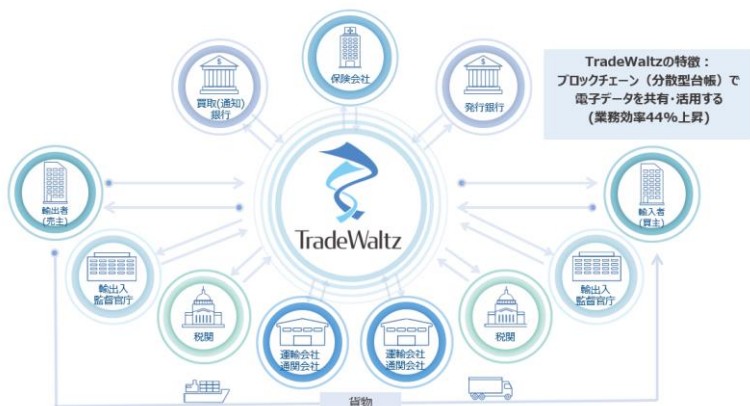 保険会社
買取(通知)
銀行
発行銀行
TradeWaltzの特徴：
ブロックチェーン（分散型台帳）で
電子データを共有・活用する
(業務効率44%上昇)
輸出者
(売主)
TradeWaltz
輸入者
(買主)
輸出入
監督官庁
輸出入
監督官庁
税関
税関
運輸会社
通関会社
運輸会社
通関会社
貨物